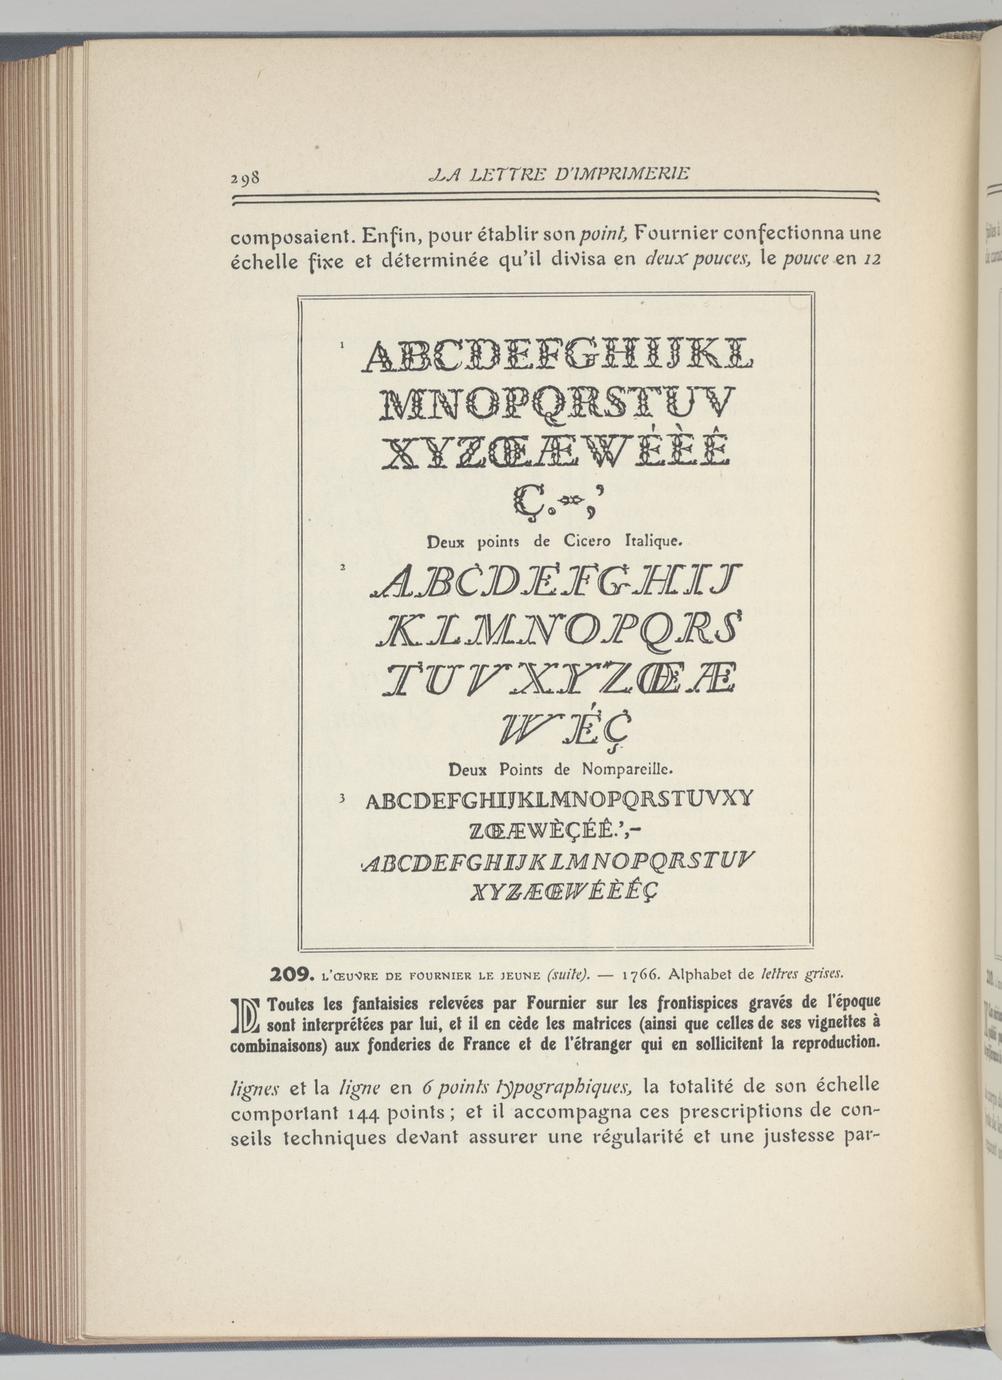 298 LA LETTRE D'IMPRIMERIE
composaient. Enfin, pour établir son point, Fournier confectionna une
échelle fixe et déterminée qu'il divisa en deux pouces, le pouce en 12
1 ABCDEFGHIJKL
MNOPQRSTUV
XYZŒÆWÉÈÊ
Ç.-,’
Deux points de Cicero Italique.
2 ABCDEFGHIJ
KLMNOPQRS
TUVXYZŒÆ
WÉÇ
Deux Points de Nompareille.
3 ABCDEFGHIJKLMNOPQRSTUVXY
ZŒÆWÈÇÉÊ.’,-
ABCDEFGHIJKLMNOPQRSTUV
XYZÆŒWÉÈÊÇ
209. L'ŒUVRE DE FOURNIER LE JEUNE (suite). — 1766. Alphabet de lettres grises.
Toutes les fantaisies relevées par Fournier sur les frontispices gravés de l'époque
sont interprétées par lui, et il en cède les matrices (ainsi que celles de ses vignettes à
combinaisons) aux fonderies de France et de l'étranger qui en sollicitent la reproduction.
lignes et la ligne en 6 points typographiques, la totalité de son échelle
comportant 144 points ; et il accompagna ces prescriptions de con-
seils techniques devant assurer une régularité et une justesse par-